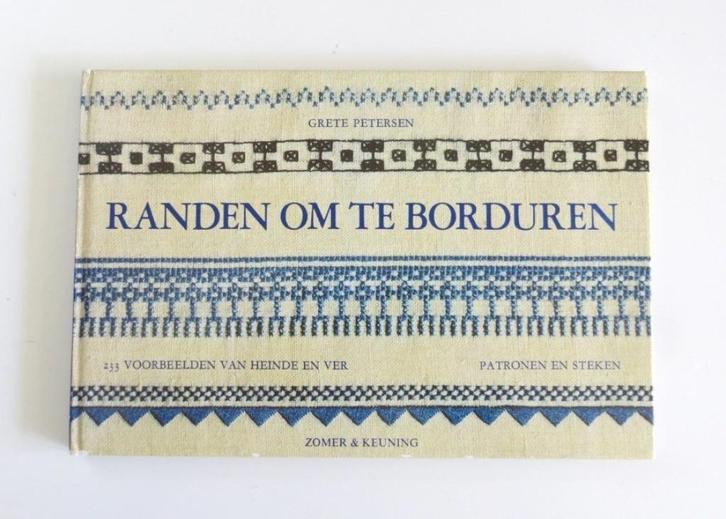 GRETE PETERSEN
RANDEN OM TE BORDUREN
233 VOORBEELDEN VAN HEINDE EN VER
PATRONEN EN STEKEN
ZOMER & KEUNING